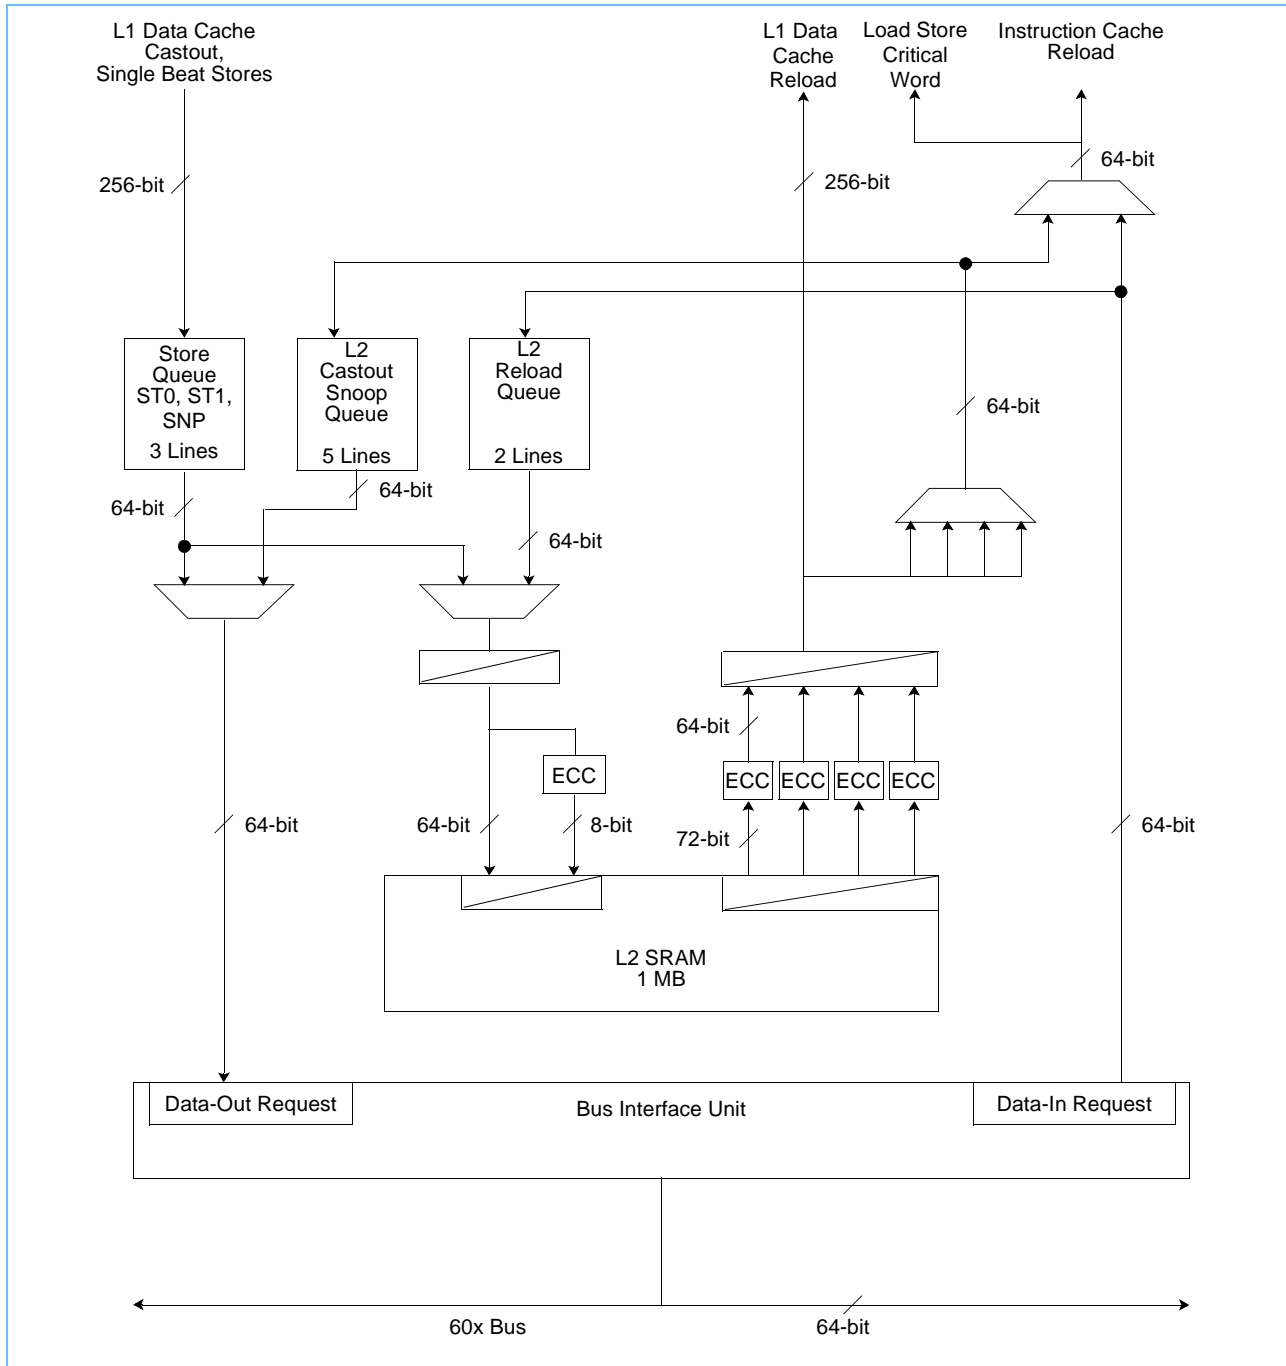 L1 Data Cache
Castout,
Single Beat Stores
L1 Data
Cache
Reload
Load Store
Critical
Word
Instruction Cache
Reload
64-bit
256-bit
256-bit
Store
Queue
ST0, ST1,
SNP
3 Lines
L2
Castout
Snoop
Queue
5 Lines
L2
Reload
Queue
2 Lines
64-bit
64-bit
64-bit
64-bit
64-bit
ECC
ECC
ECC
ECC
ECC
64-bit
64-bit
8-bit
72-bit
64-bit
64-bit
L2 SRAM
1 MB
Data-Out Request
Bus Interface Unit
Data-In Request
60x Bus
64-bit